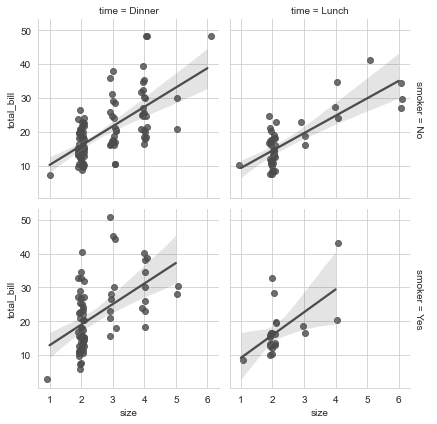 time = Dinner
time = Lunch
50
40
30
20
10
total_bill
smoker = No
50
40
30
20
10
total_bill
smoker = Yes
1 2 3 4 5 6
size
1 2 3 4 5 6
size